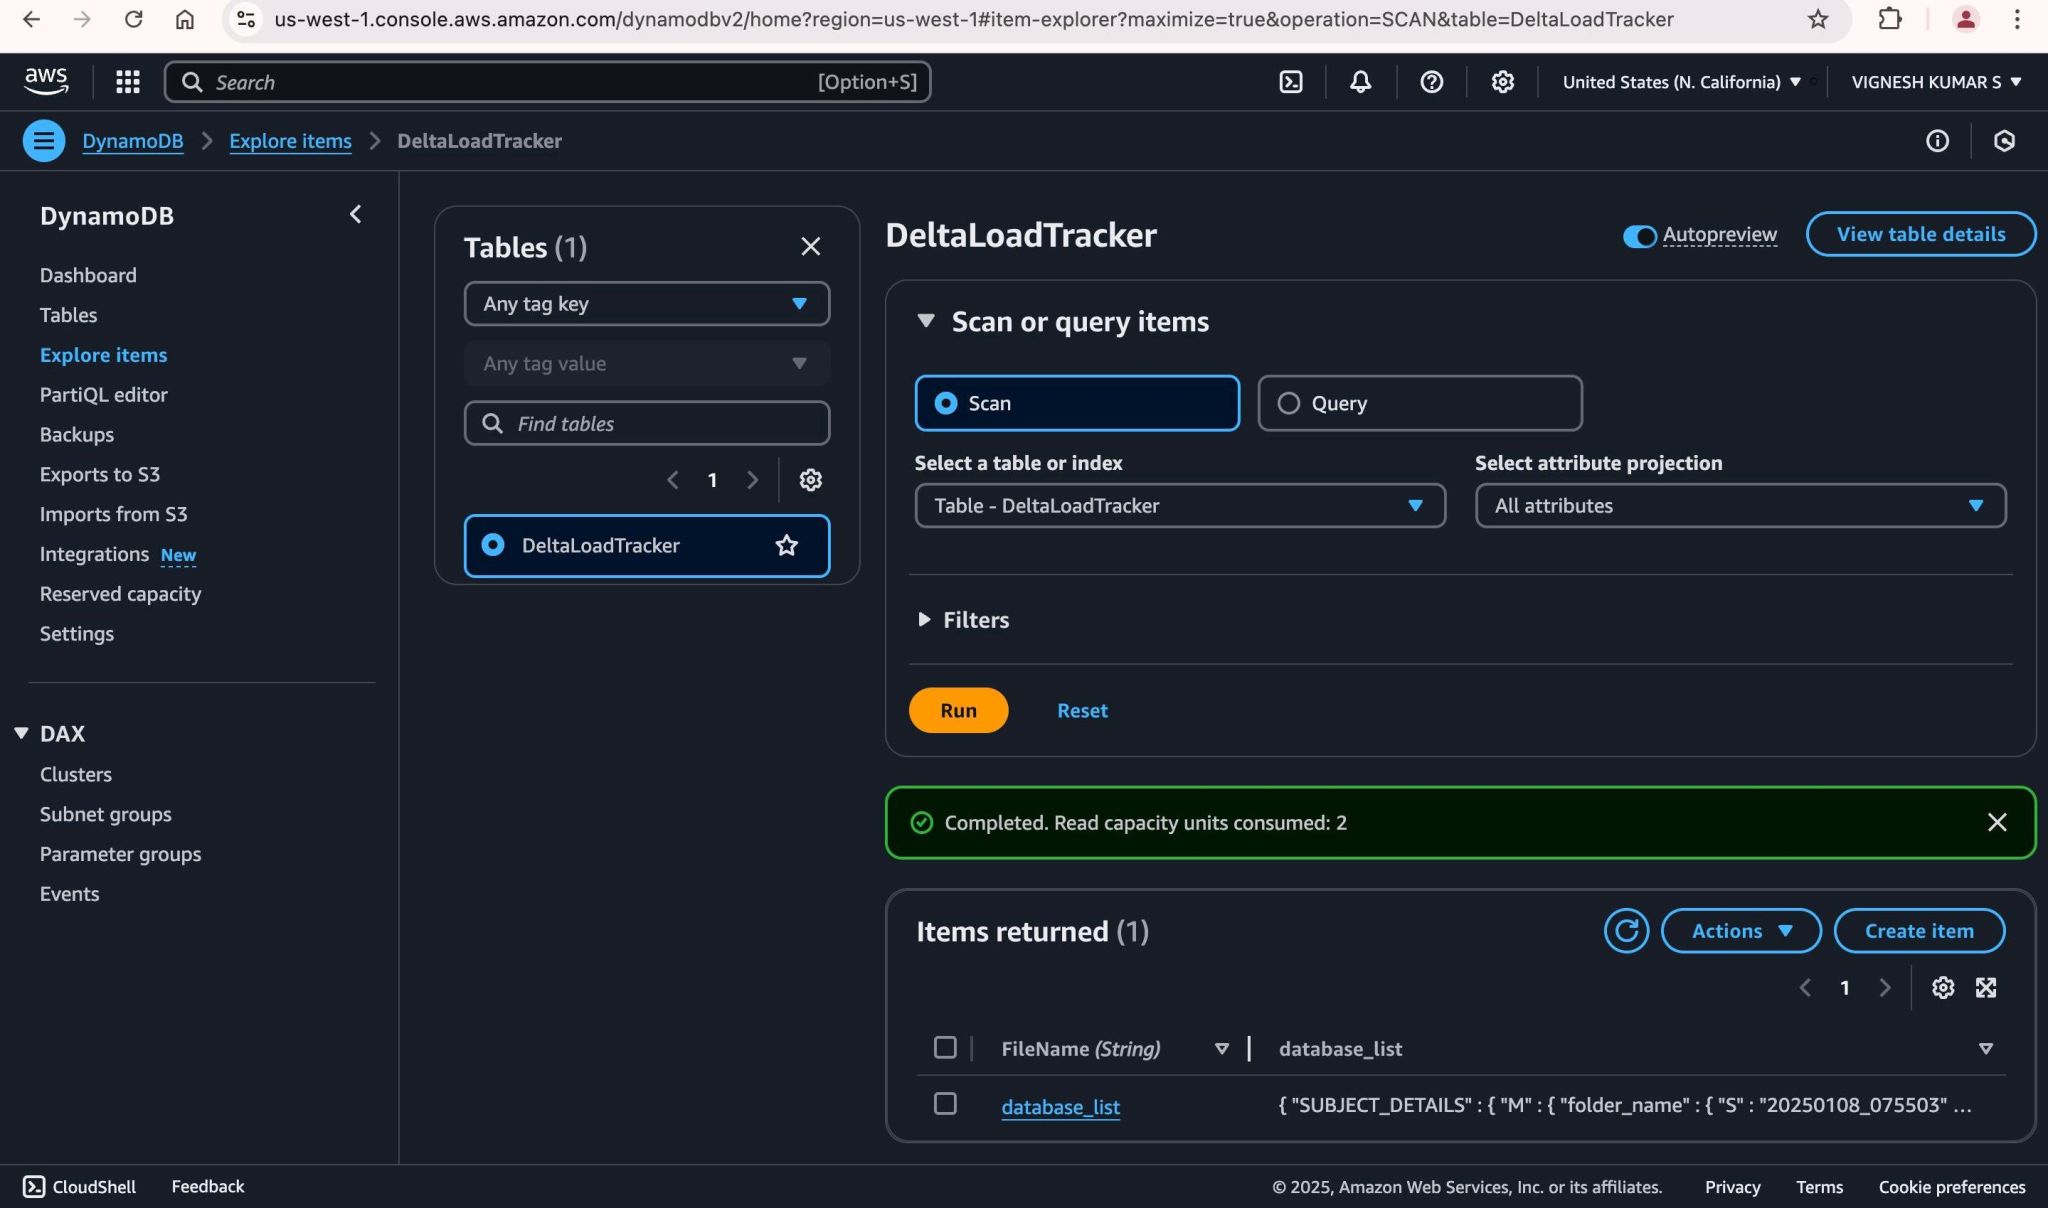 us-west-1.console.aws.amazon.com/dynamodbv2/home?region=us-west-1#item-explorer?maximize=true&operation=SCAN&table=DeltaLoadTracker
aws
Search
[Option+S]
United States (N. California)
VIGNESH KUMAR S
DynamoDB
Explore items
DeltaLoadTracker
DynamoDB
Dashboard
Tables
Explore items
PartiQL editor
Backups
Exports to S3
Imports from S3
Integrations New
Reserved capacity
Settings
DAX
Clusters
Subnet groups
Parameter groups
Events
Tables (1)
Any tag key
Any tag value
Find tables
1
DeltaLoadTracker
DeltaLoadTracker
Autopreview
View table details
Scan or query items
Scan
Query
Select a table or index
Select attribute projection
Table - DeltaLoadTracker
All attributes
Filters
Run
Reset
Completed. Read capacity units consumed: 2
Items returned (1)
Actions
Create item
1
FileName (String)
database_list
database_list
{ "SUBJECT_DETAILS" : { "M" : { "folder_name" : { "S" : "20250108_075503" ...
CloudShell
Feedback
© 2025, Amazon Web Services, Inc. or its affiliates.
Privacy
Terms
Cookie preferences